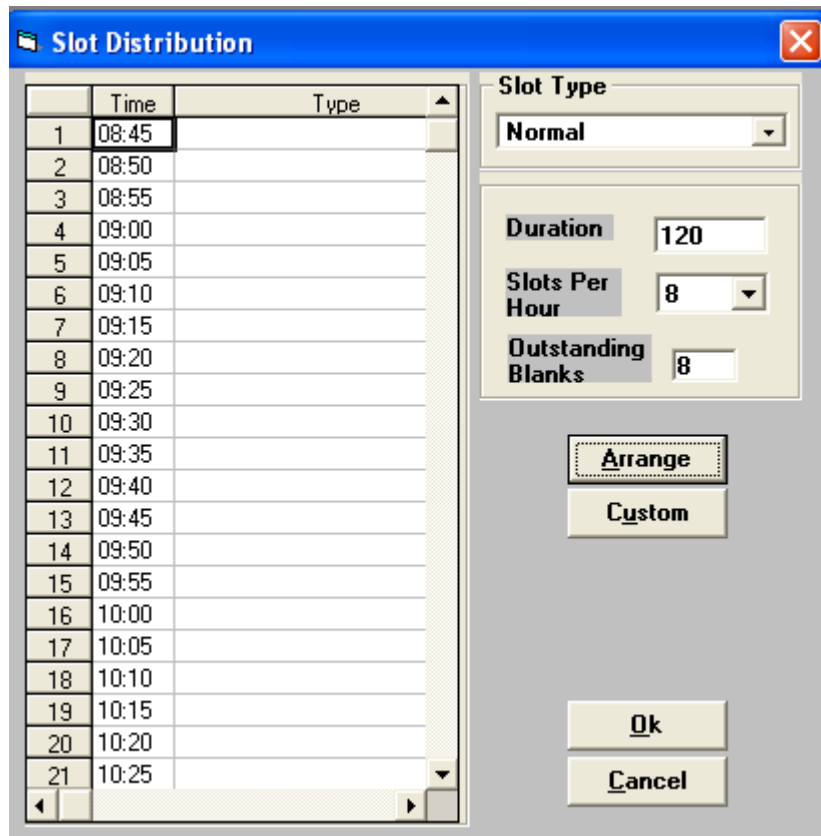 Slot Distribution
Time Type
1 08:45
2 08:50
3 08:55
4 09:00
5 09:05
6 09:10
7 09:15
8 09:20
9 09:25
10 09:30
11 09:35
12 09:40
13 09:45
14 09:50
15 09:55
16 10:00
17 10:05
18 10:10
19 10:15
20 10:20
21 10:25
Slot Type
Normal
Duration 120
Slots Per
Hour
8
Outstanding
Blanks
8
Arrange
Custom
Ok
Cancel